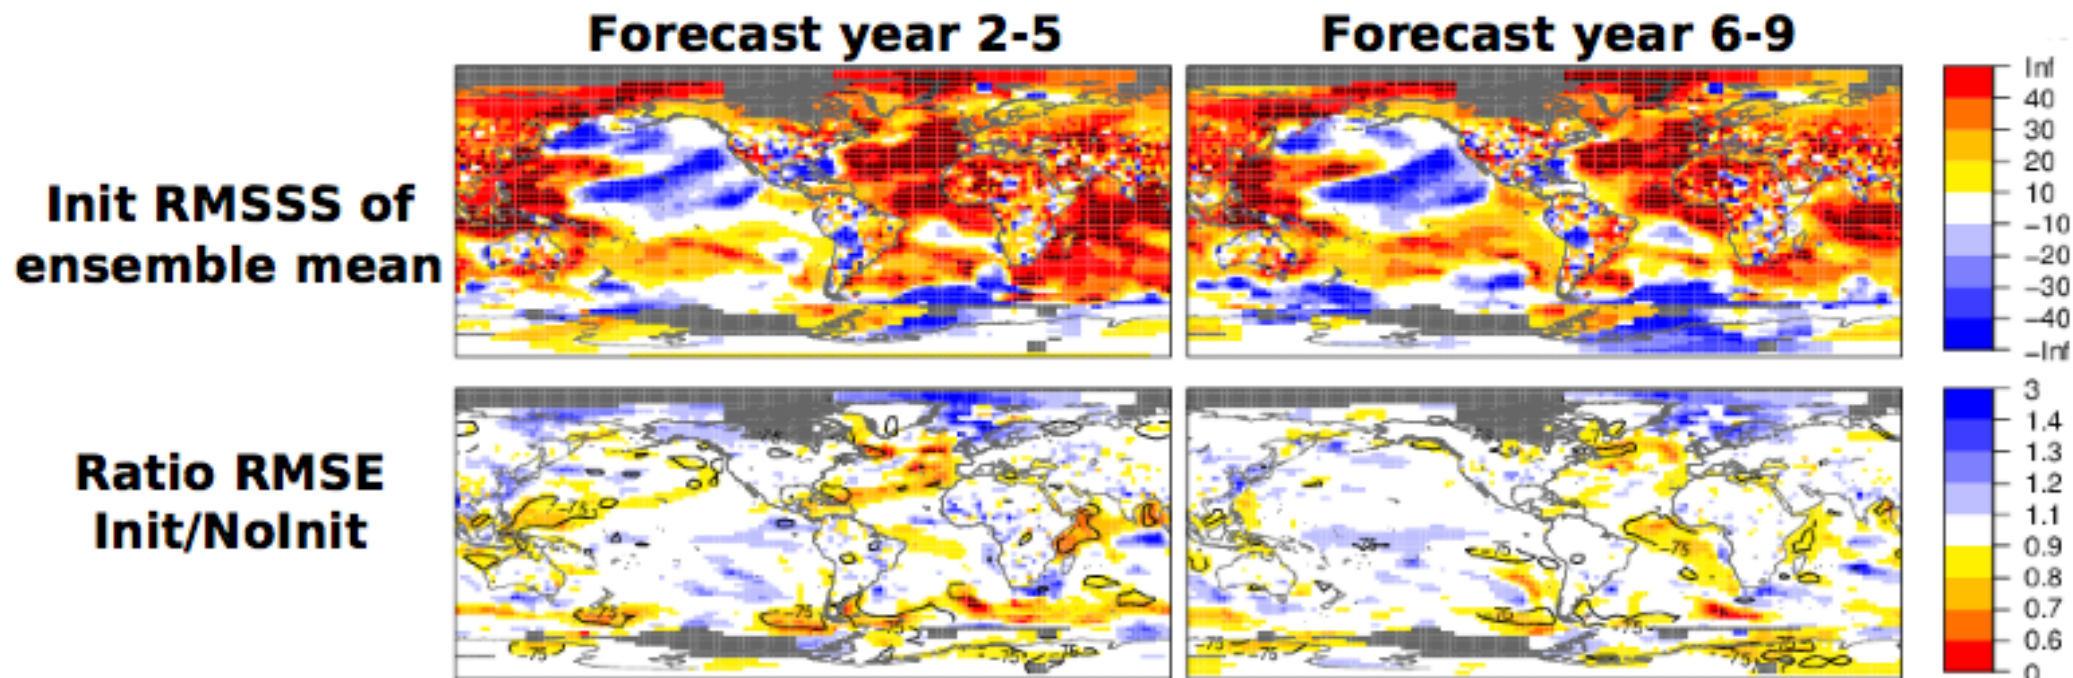 Forecast year 2-5
Forecast year 6-9
Init RMSSS of
ensemble mean
Inf
40
30
20
10
−10
−20
−30
−40
−Inf
Ratio RMSE
Init/NoInit
3
1.4
1.3
1.2
1.1
0.9
0.8
0.7
0.6
0